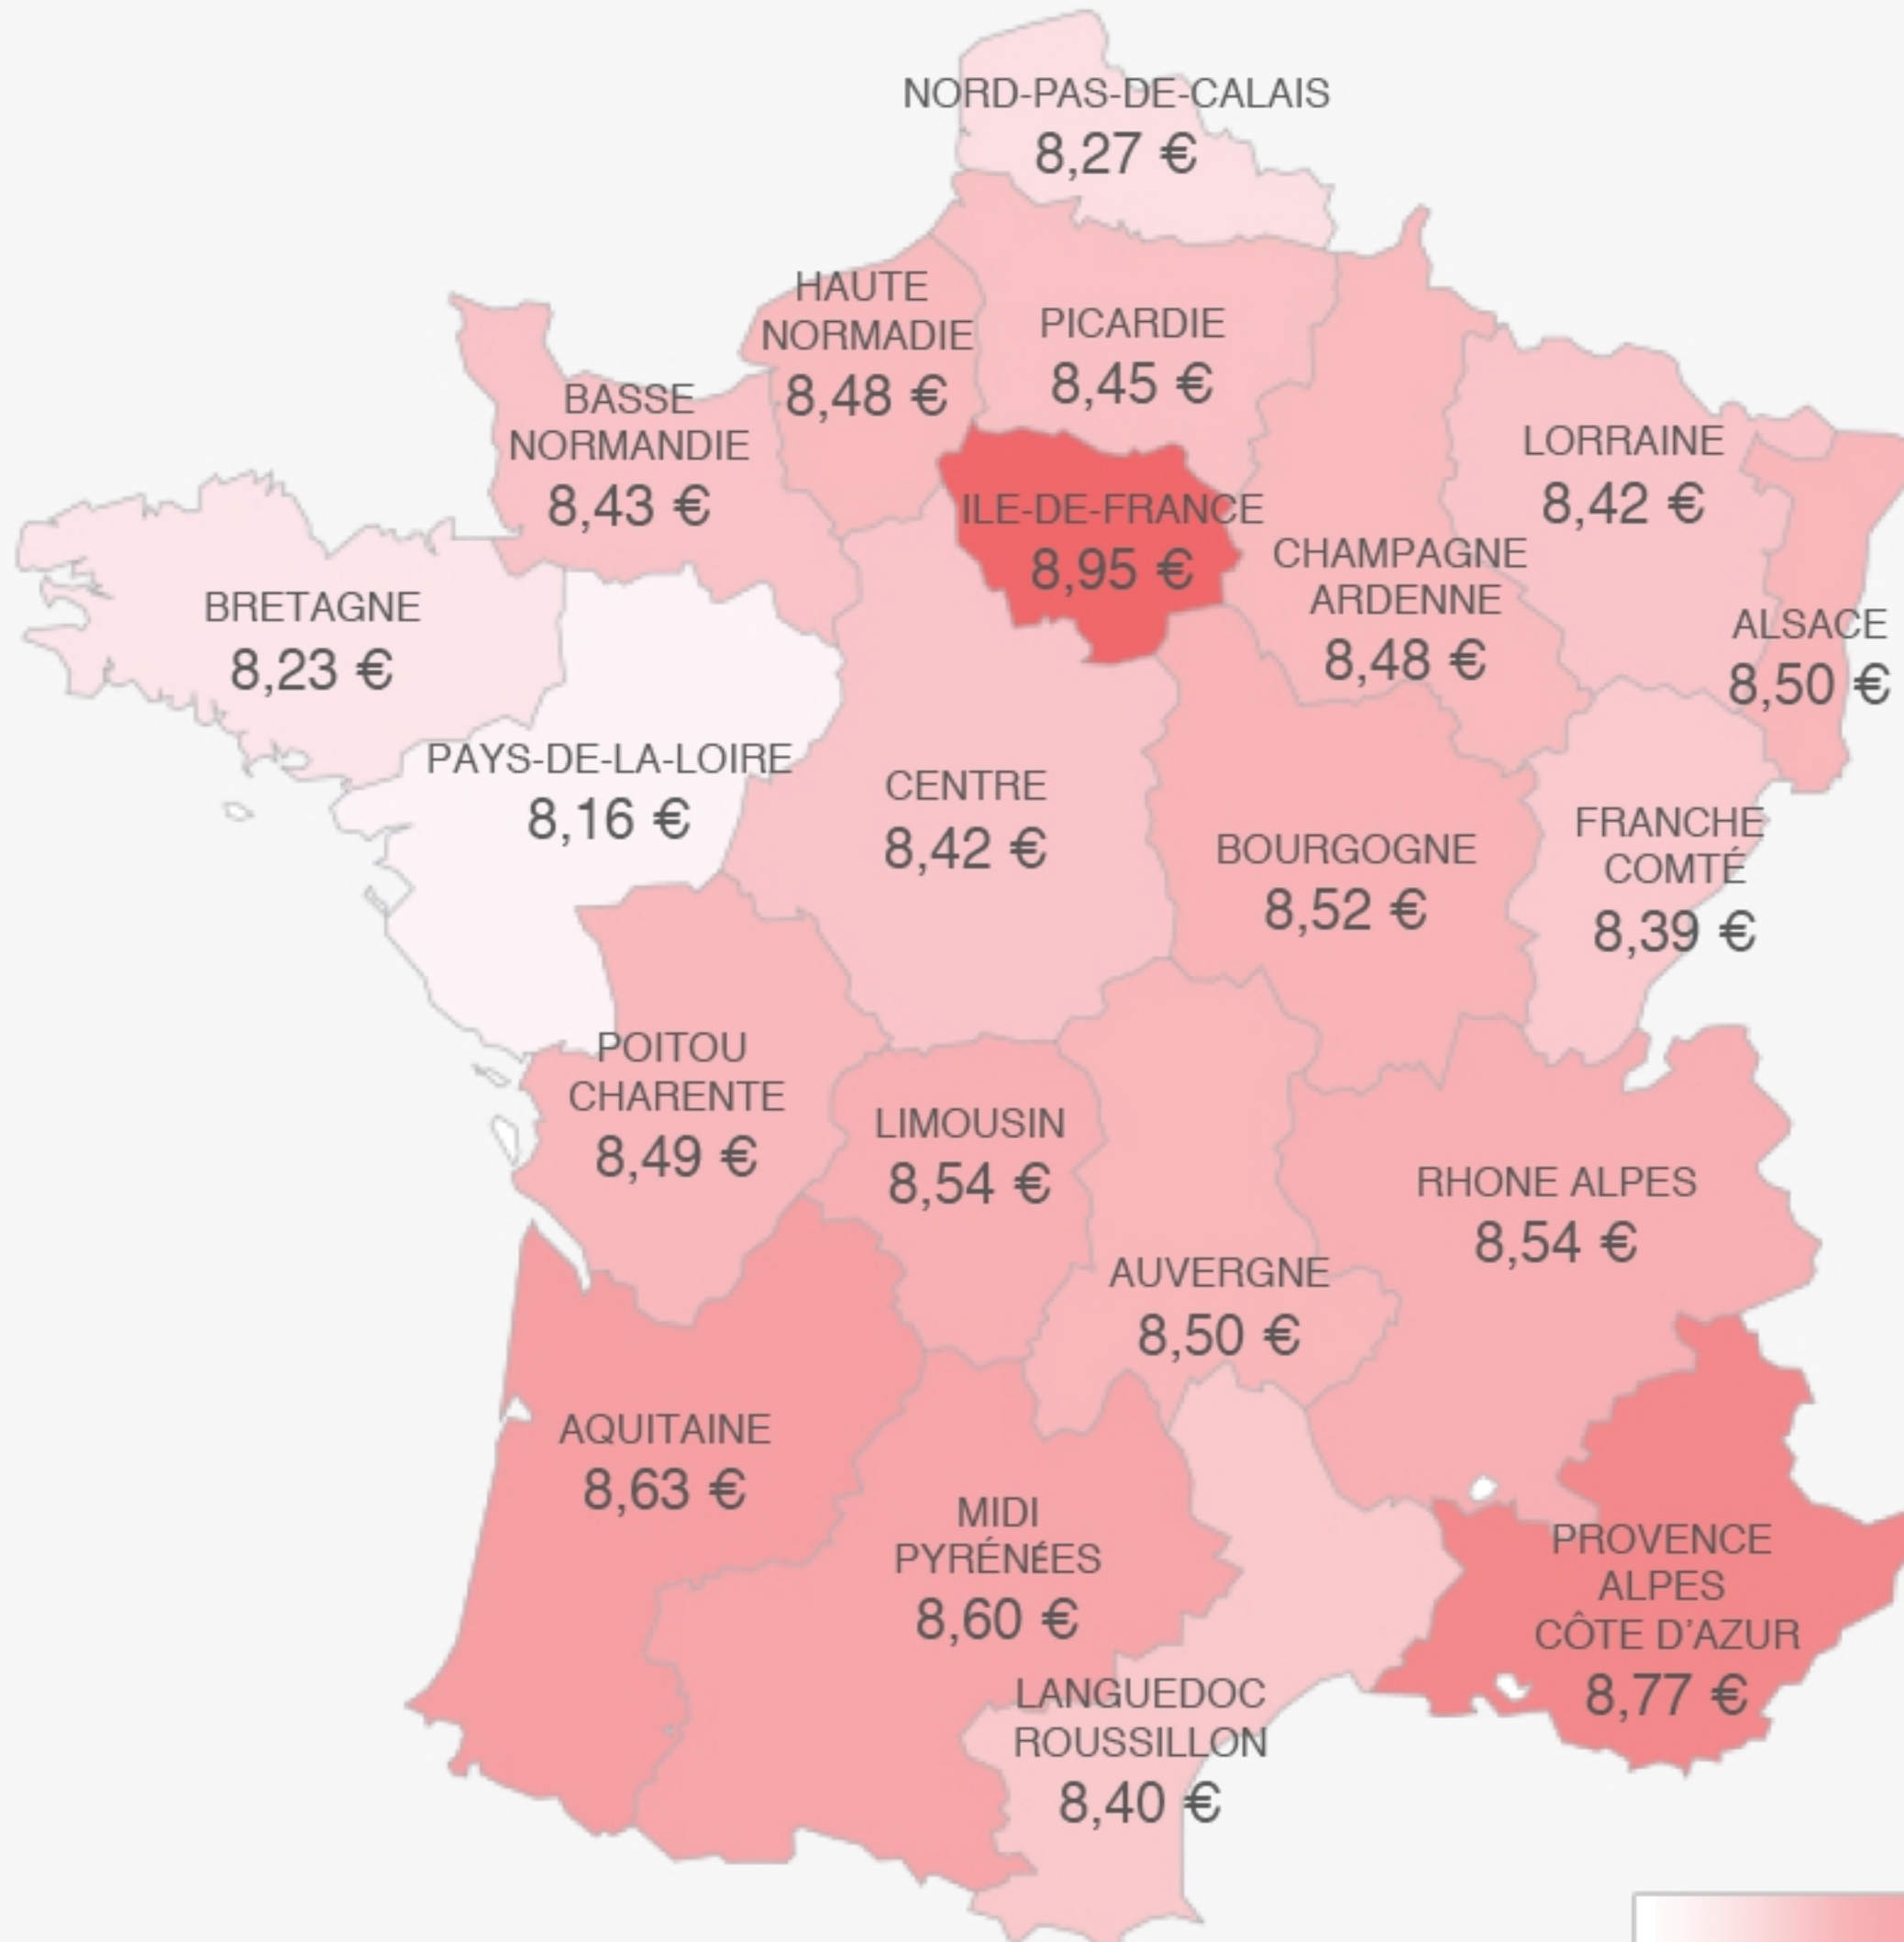 NORD-PAS-DE-CALAIS
8,27 €
HAUTE
NORMADIE
8,48 €
PICARDIE
8,45 €
BASSE
NORMANDIE
8,43 €
LORRAINE
8,42 €
ILE-DE-FRANCE
8,95 €
CHAMPAGNE
ARDENNE
8,48 €
BRETAGNE
8,23 €
ALSACE
8,50 €
PAYS-DE-LA-LOIRE
8,16 €
CENTRE
8,42 €
BOURGOGNE
8,52 €
FRANCHE
COMTÉ
8,39 €
POITOU
CHARENTE
8,49 €
LIMOUSIN
8,54 €
RHONE ALPES
8,54 €
AUVERGNE
8,50 €
AQUITAINE
8,63 €
MIDI
PYRÉNÉES
8,60 €
PROVENCE
ALPES
CÔTE D’AZUR
8,77 €
LANGUEDOC
ROUSSILLON
8,40 €